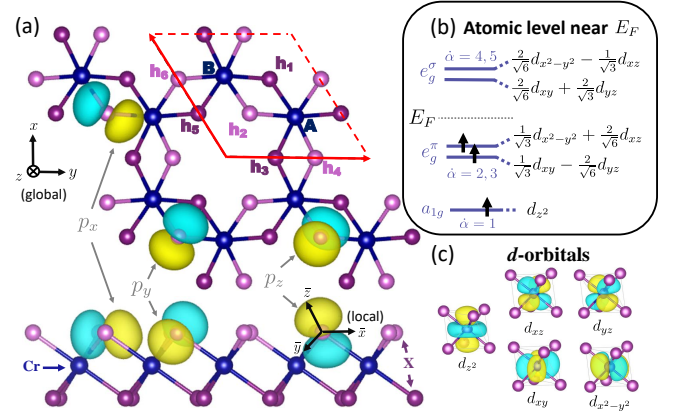 (a)
h₆
B
h₁
h₅
h₂
A
h₃
h₄
x
z
y
(global)
pₓ
p_y
p_z
z̄
(local)
x̄
ȳ
Cr
X
(b) Atomic level near E_F
e_g^σ
α̇ = 4, 5
2/√6 d_{x²−y²} − 1/√3 d_{xz}
2/√6 d_{xy} + 2/√3 d_{yz}
E_F
e_g^π
1/√3 d_{x²−y²} + 2/√6 d_{xz}
1/√3 d_{xy} − 2/√6 d_{yz}
α̇ = 2, 3
a_{1g}
α̇ = 1
d_{z²}
(c) d-orbitals
d_{z²}
d_{xz}
d_{yz}
d_{xy}
d_{x²−y²}